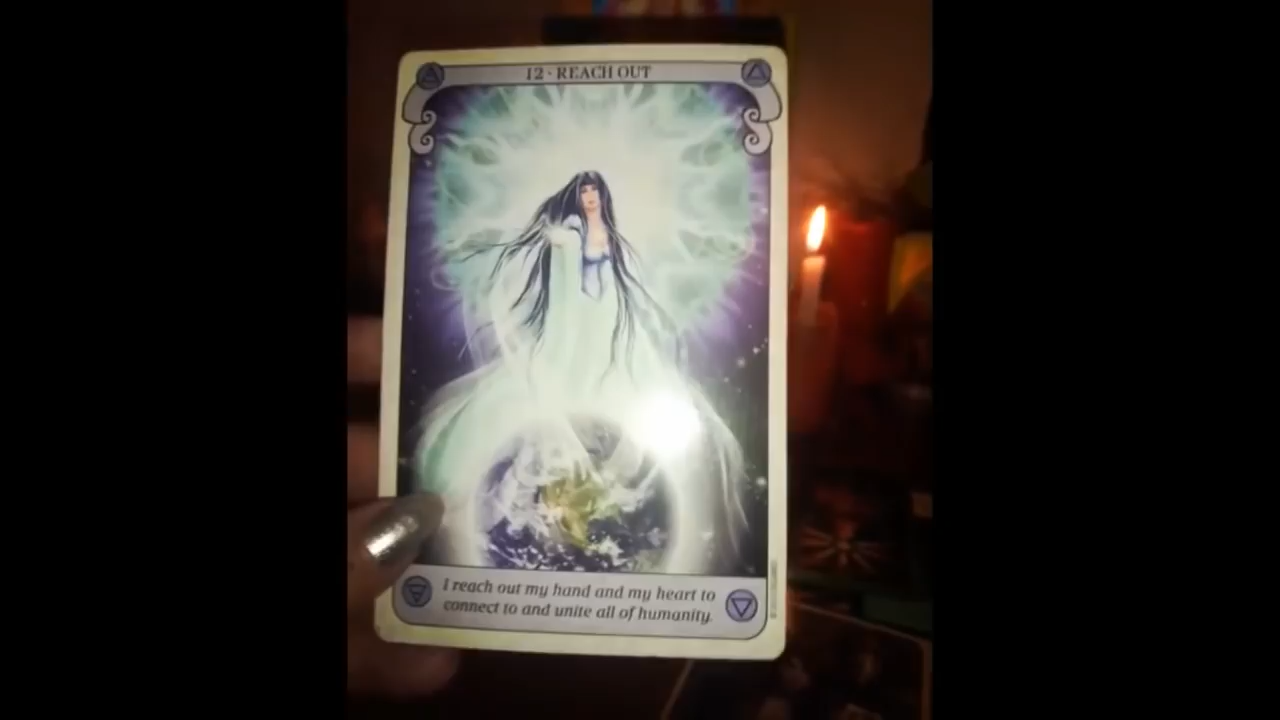 12 · REACH OUT
I reach out my hand and my heart to
connect to and unite all of humanity.